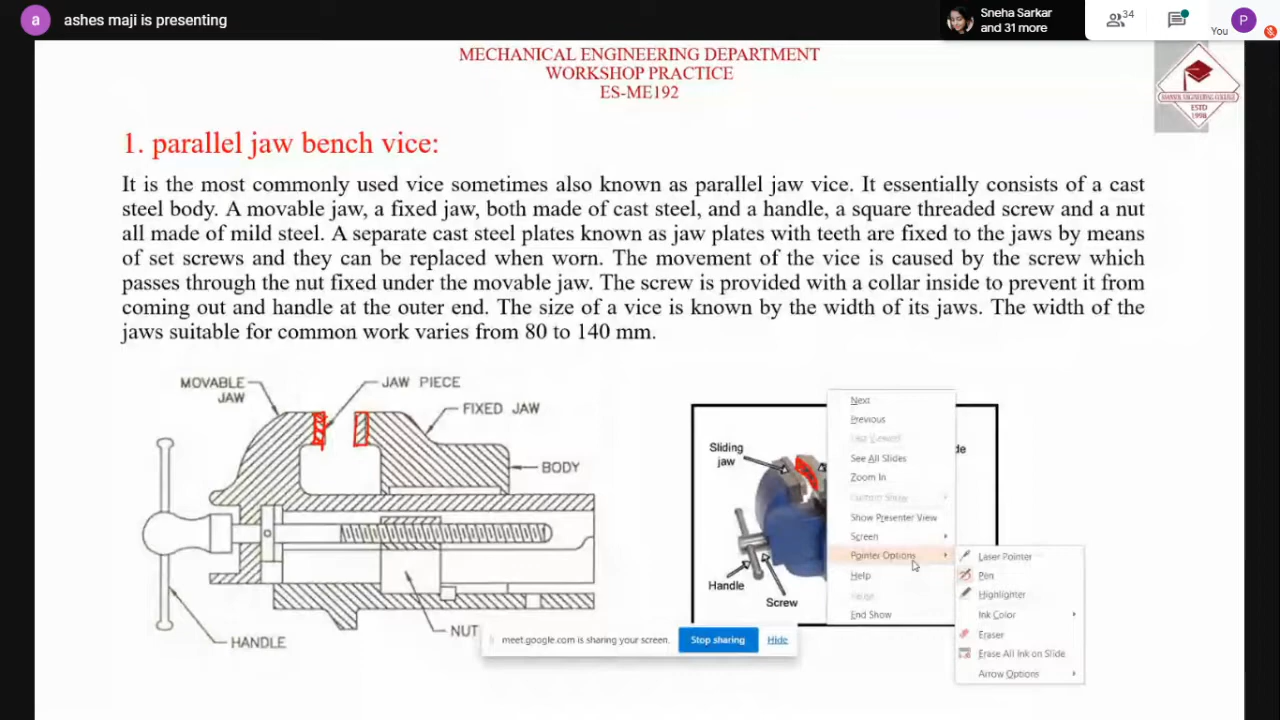 a ashes maji is presenting
Sneha Sarkar
and 31 more
34
You
P
MECHANICAL ENGINEERING DEPARTMENT
WORKSHOP PRACTICE
ES-ME192
ESTD
1998
1. parallel jaw bench vice:
It is the most commonly used vice sometimes also known as parallel jaw vice. It essentially consists of a cast
steel body. A movable jaw, a fixed jaw, both made of cast steel, and a handle, a square threaded screw and a nut
all made of mild steel. A separate cast steel plates known as jaw plates with teeth are fixed to the jaws by means
of set screws and they can be replaced when worn. The movement of the vice is caused by the screw which
passes through the nut fixed under the movable jaw. The screw is provided with a collar inside to prevent it from
coming out and handle at the outer end. The size of a vice is known by the width of its jaws. The width of the
jaws suitable for common work varies from 80 to 140 mm.
MOVABLE
JAW
JAW PIECE
FIXED JAW
BODY
HANDLE
NUT
Sliding
jaw
Handle
Screw
de
Next
Previous
Last Viewed
See All Slides
Zoom In
Custom Show
Show Presenter View
Screen
Pointer Options
Help
Pause
End Show
Laser Pointer
Pen
Highlighter
Ink Color
Eraser
Erase All Ink on Slide
Arrow Options
meet.google.com is sharing your screen.
Stop sharing
Hide